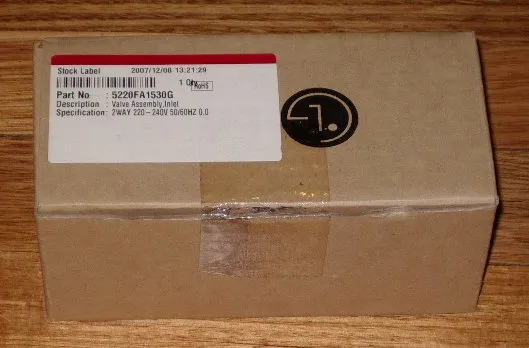 Stock Label 2007/12/08 13:21:29
1 Qty RoHS
Part No : 5220FA1530G
Description : Valve Assembly,Inlet
Specification: 2WAY 220~240V 50/60HZ 0.0